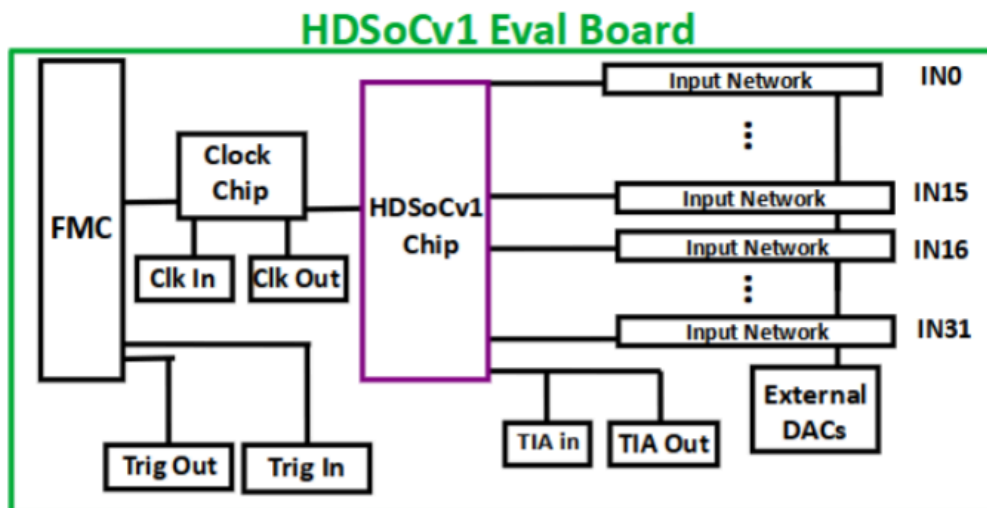 HDSoCv1 Eval Board
FMC
Clock
Chip
Clk In
Clk Out
Trig Out
Trig In
HDSoCv1
Chip
Input Network
IN0
Input Network
IN15
Input Network
IN16
Input Network
IN31
TIA in
TIA Out
External
DACs